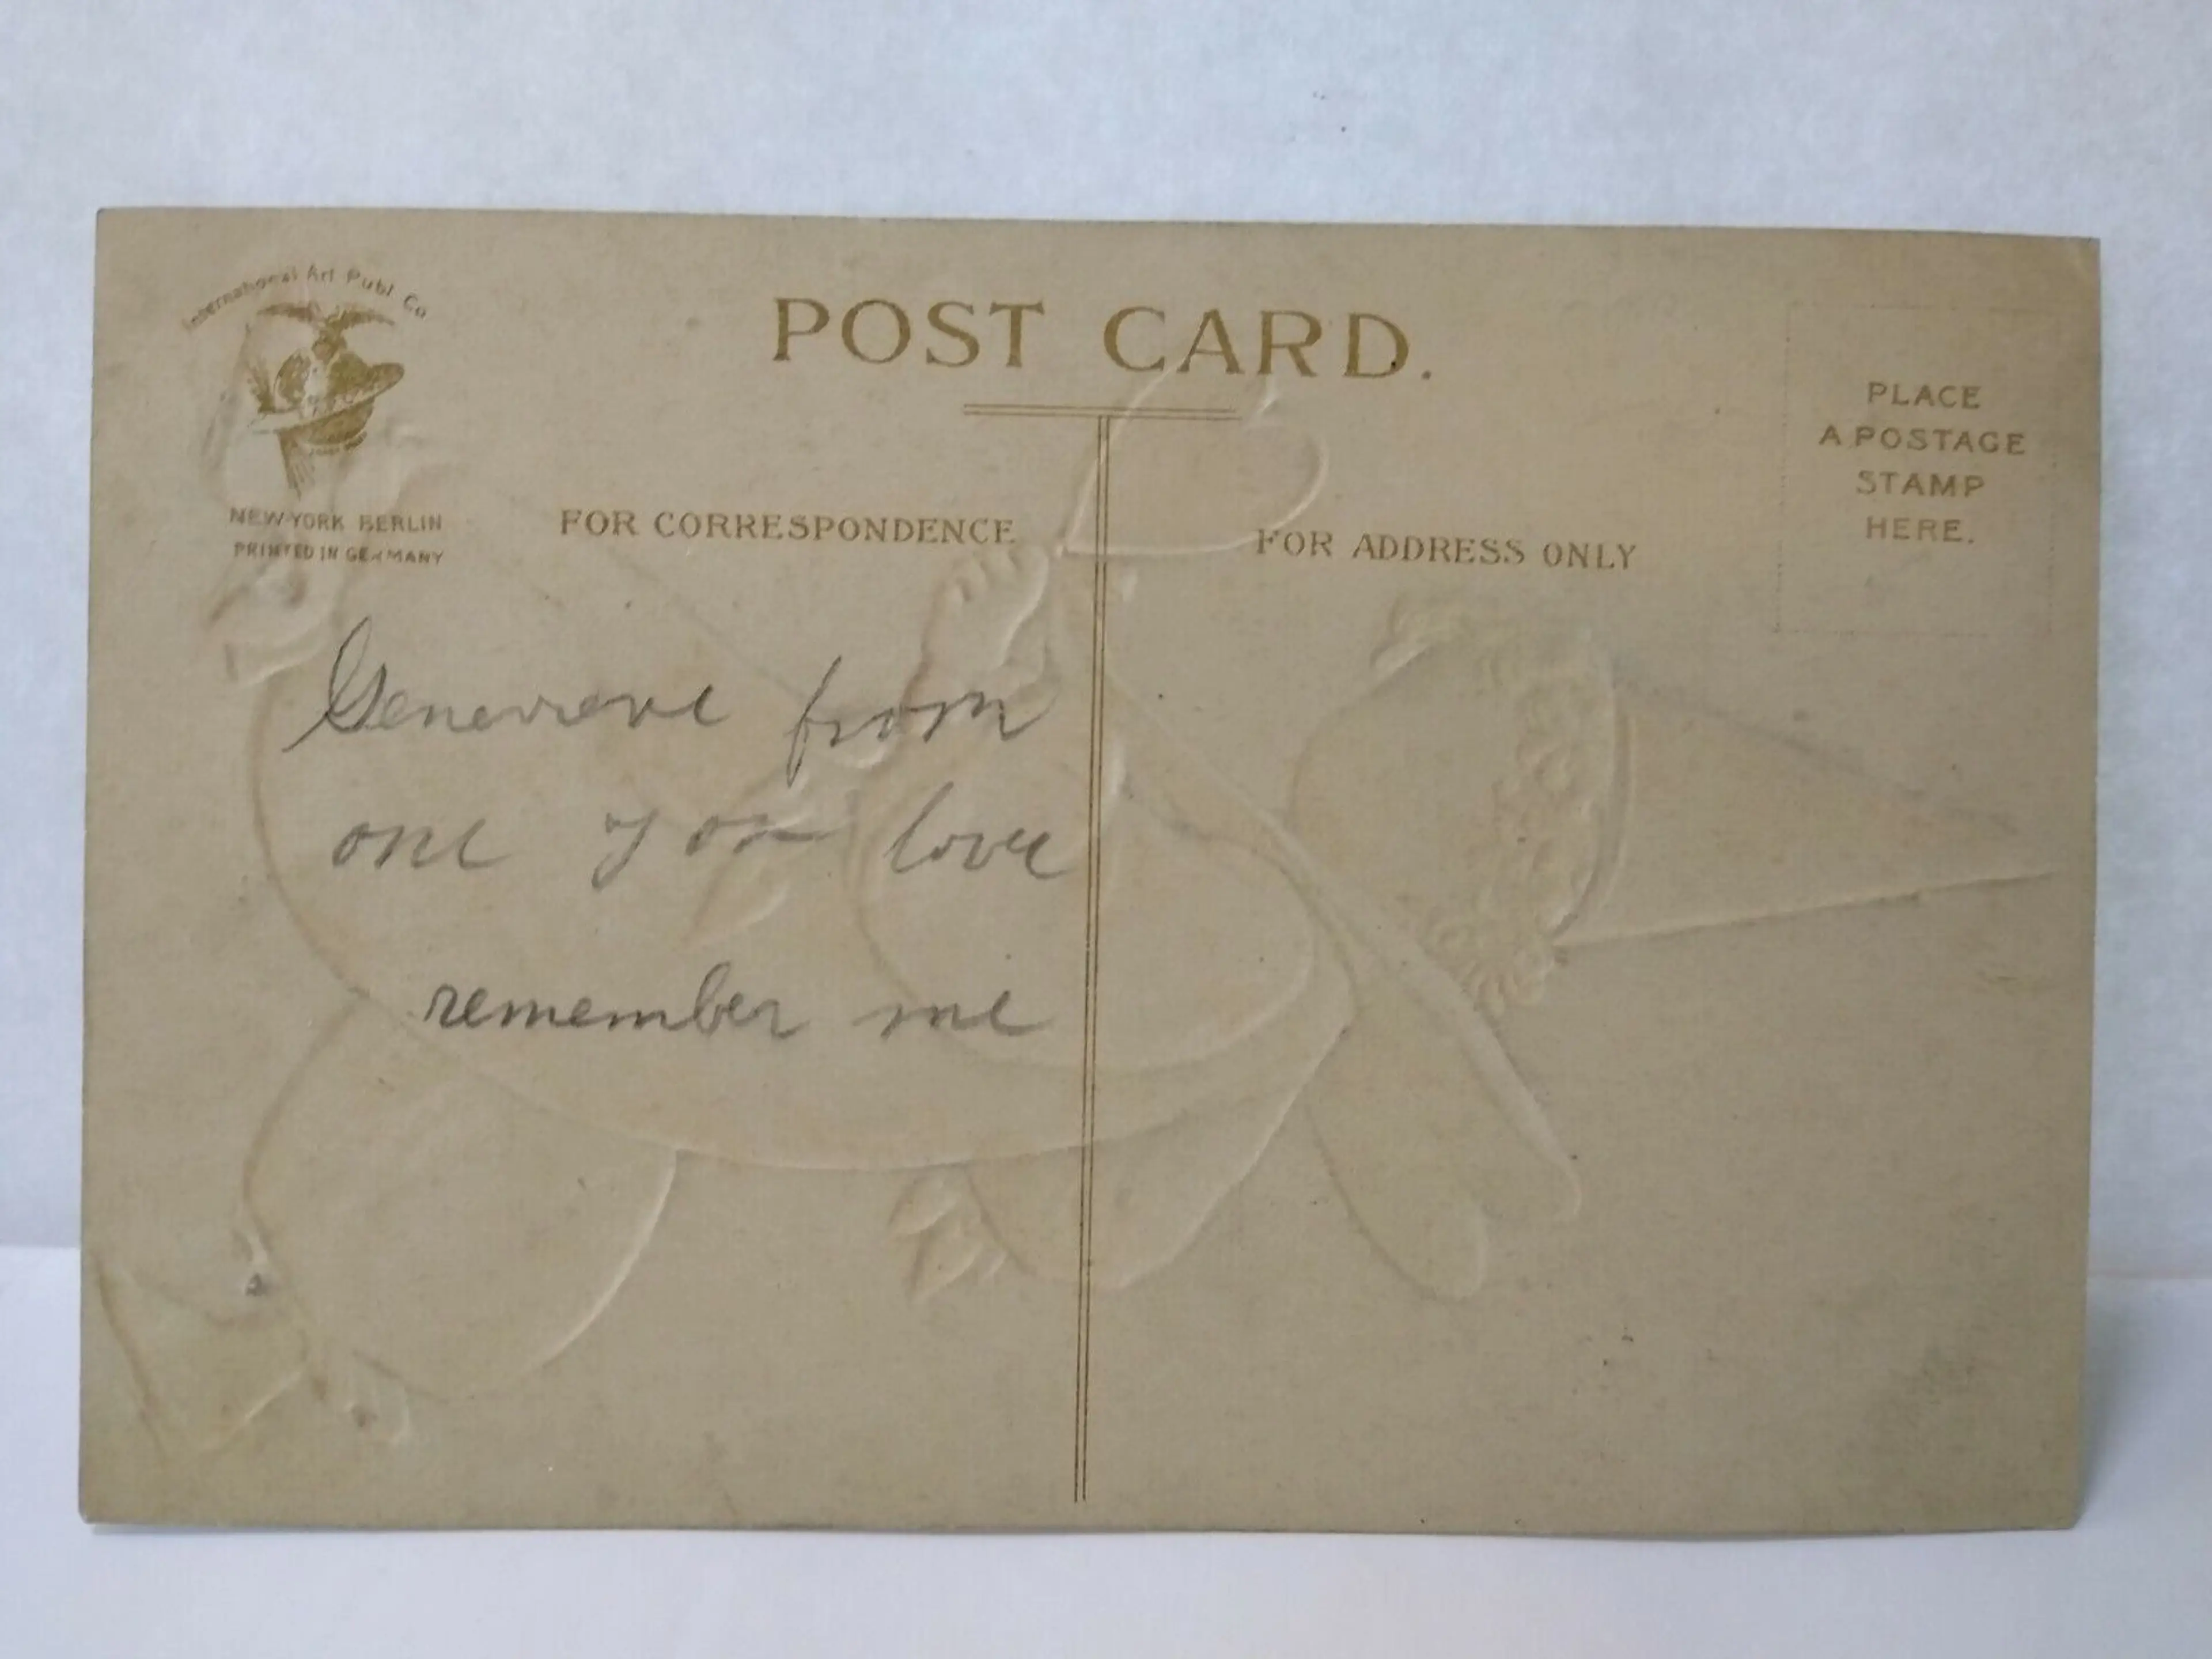 International Art Publ Co
NEW-YORK BERLIN
PRINTED IN GERMANY
POST CARD.
FOR CORRESPONDENCE
FOR ADDRESS ONLY
PLACE
A POSTAGE
STAMP
HERE.
Genevieve from
one you love
remember me